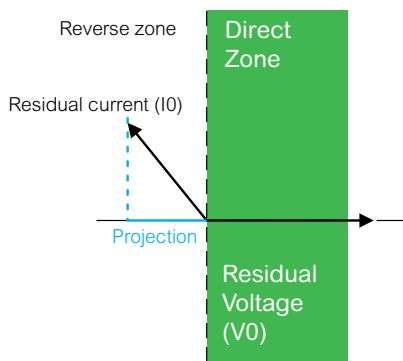 Reverse zone
Direct
Zone
Residual current (I0)
Projection
Residual
Voltage
(V0)